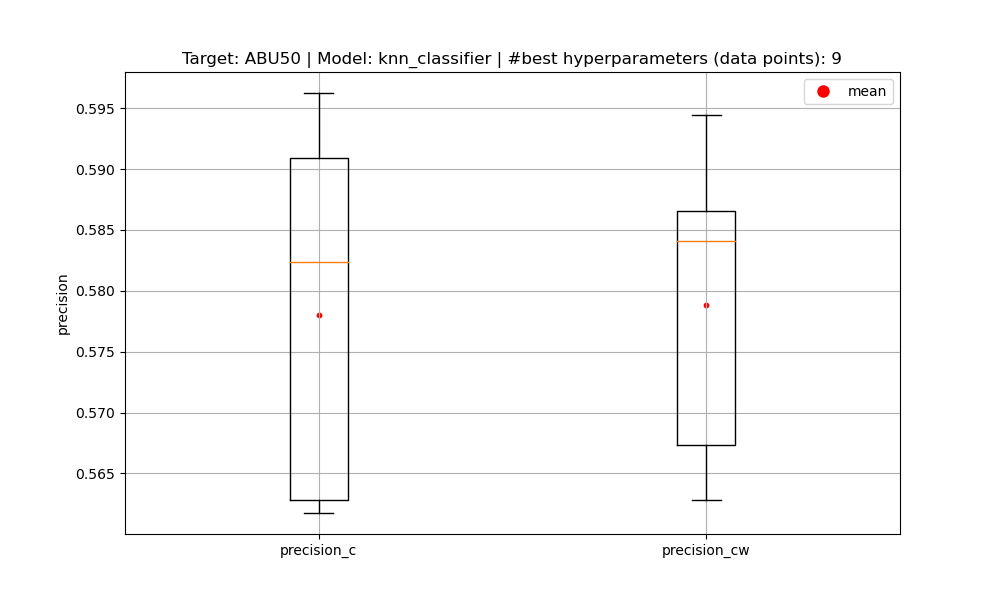 Target: ABU50 | Model: knn_classifier | #best hyperparameters (data points): 9
mean
0.595
0.590
0.585
0.580
0.575
0.570
0.565
precision
precision_c
precision_cw